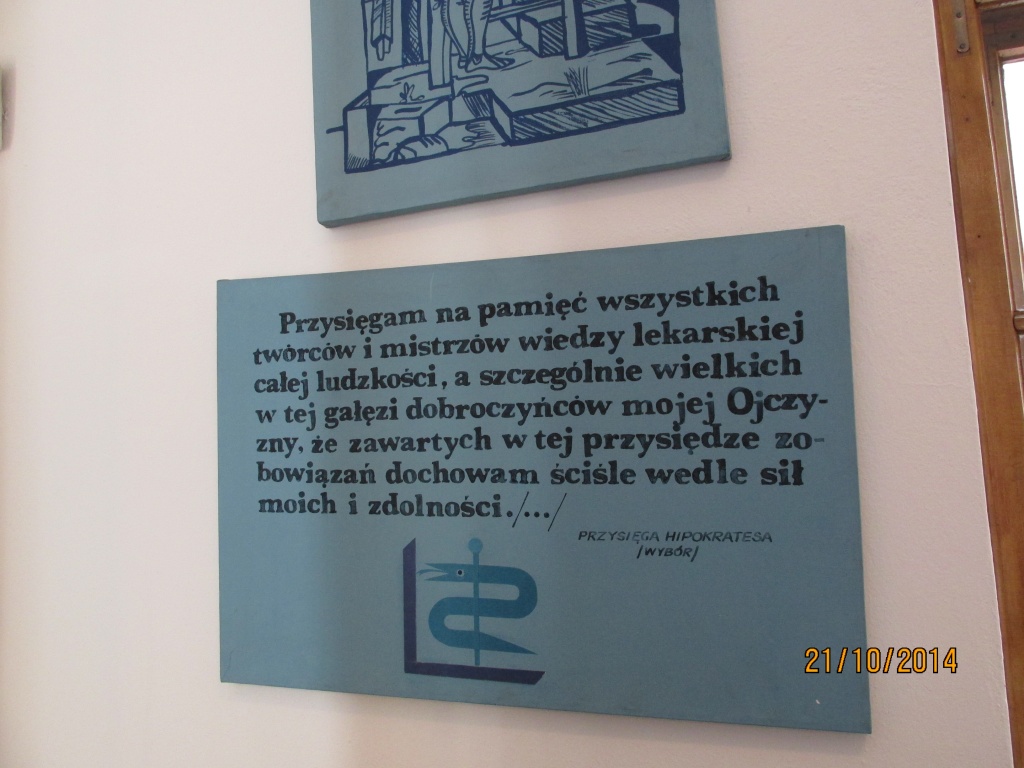 Przysięgam na pamięć wszystkich
twórców i mistrzów wiedzy lekarskiej
całej ludzkości, a szczególnie wielkich
w tej gałęzi dobroczyńców mojej Ojczy-
zny, że zawartych w tej przysiędze zo-
bowiązań dochowam ściśle wedle sił
moich i zdolności./.../
PRZYSIĘGA HIPOKRATESA
/WYBÓR/
21/10/2014